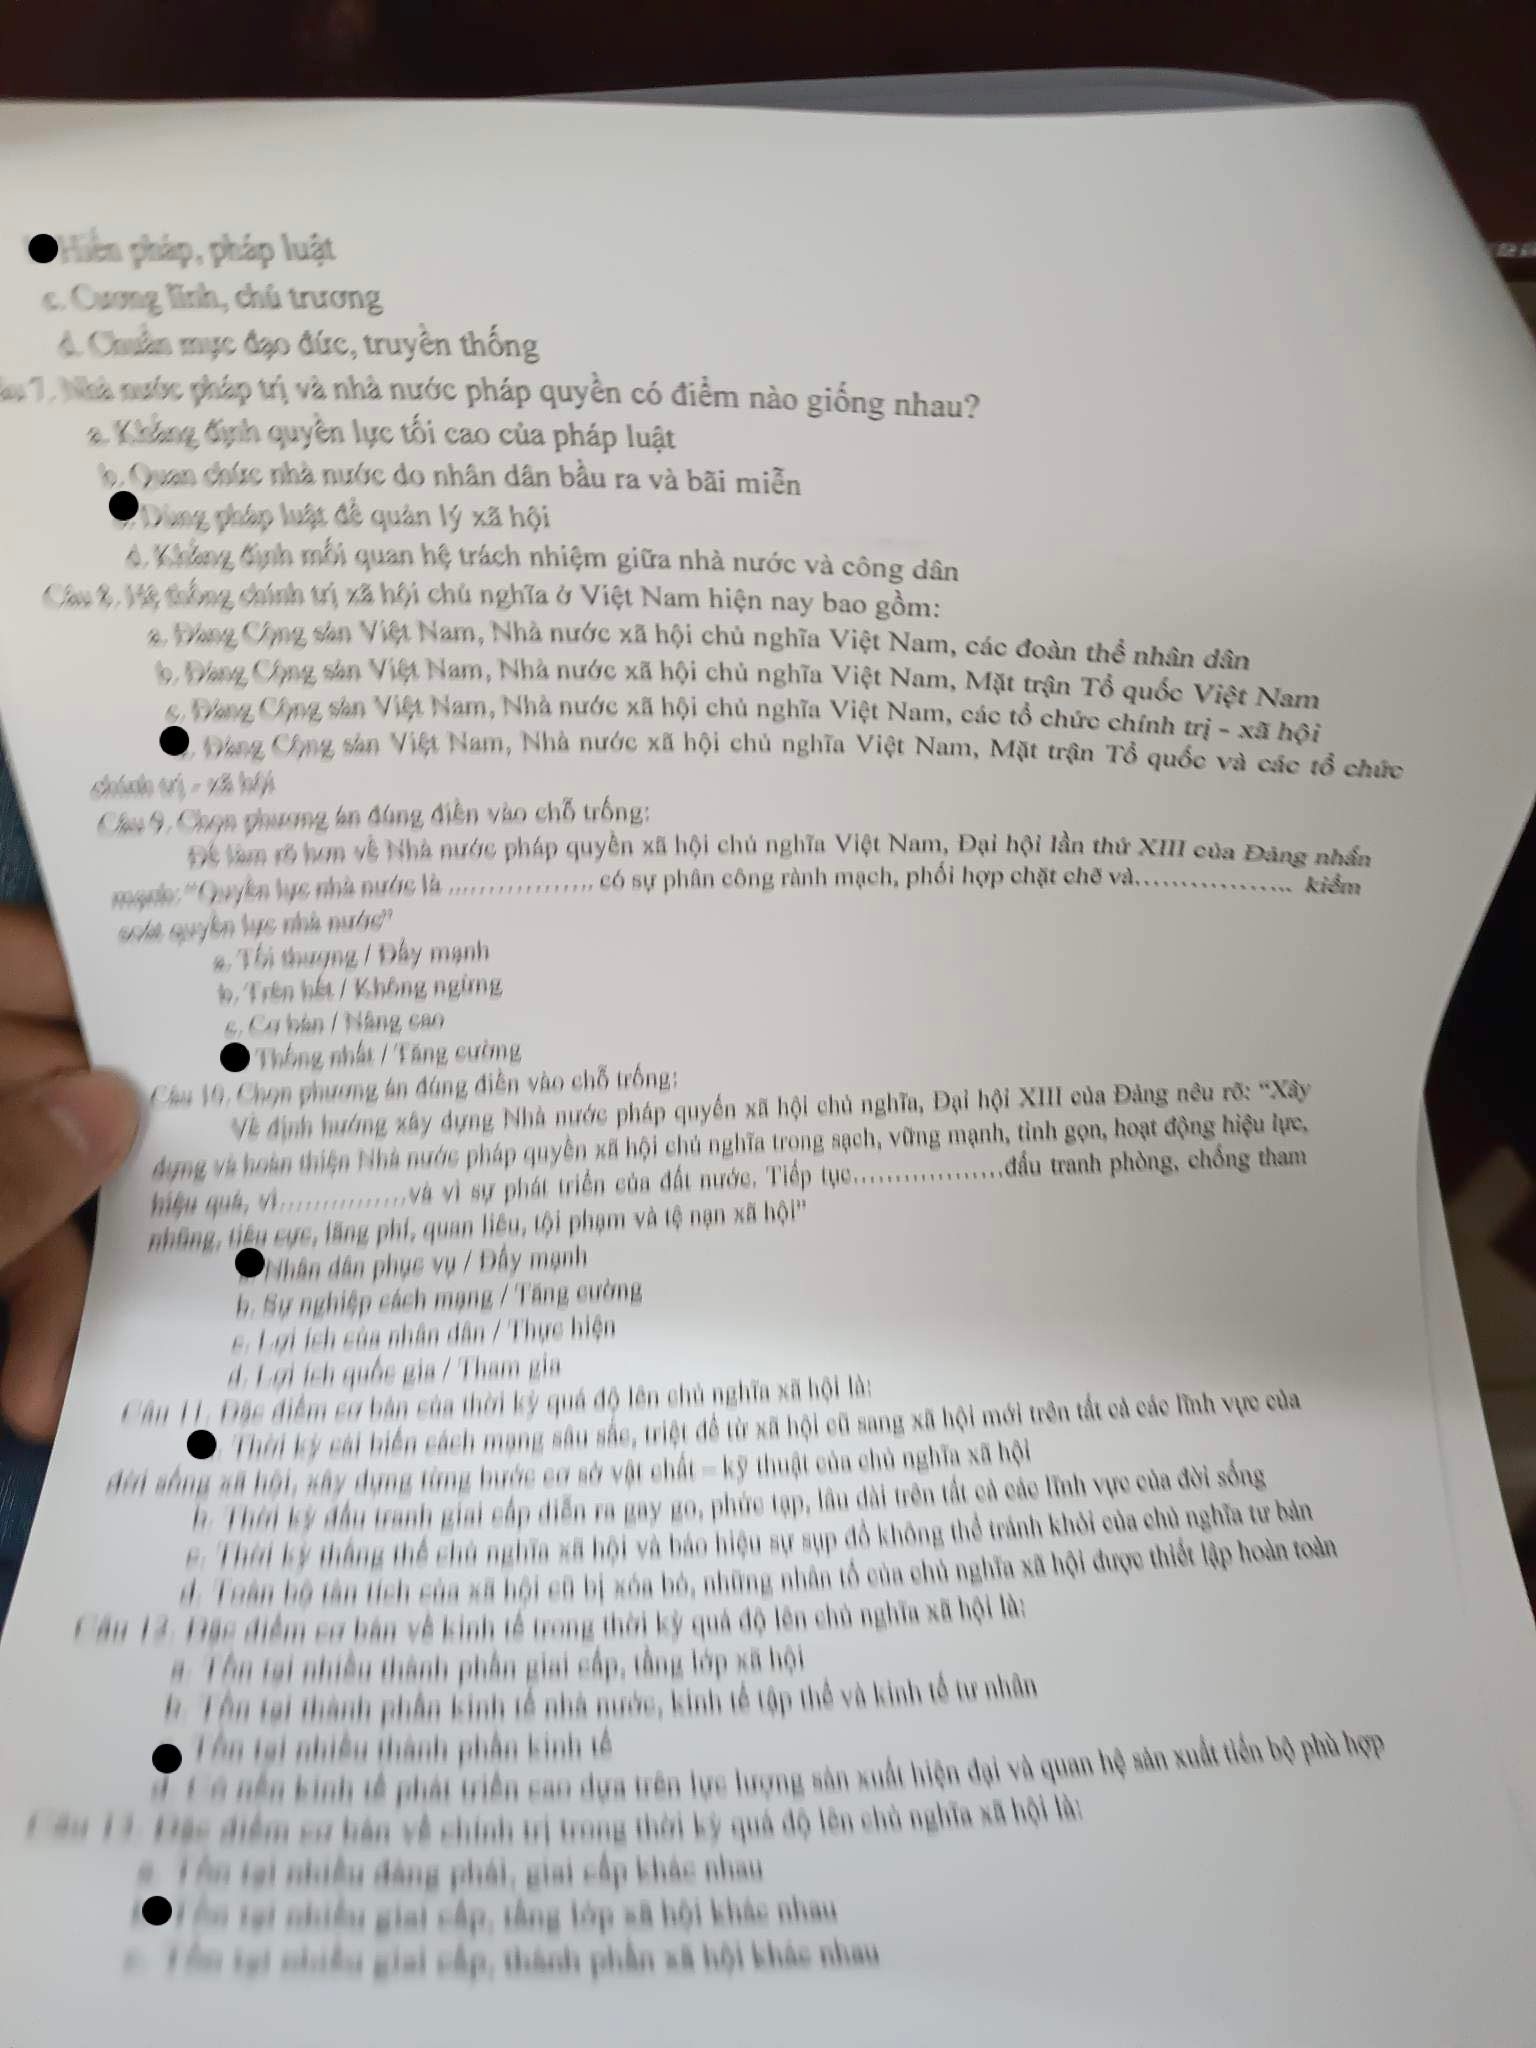 Hiến pháp, pháp luật
c. Cương lĩnh, chủ trương
d. Chuẩn mực đạo đức, truyền thống
7. Nhà nước pháp trị và nhà nước pháp quyền có điểm nào giống nhau?
a. Khẳng định quyền lực tối cao của pháp luật
b. Quan chức nhà nước do nhân dân bầu ra và bãi miễn
Dùng pháp luật để quản lý xã hội
d. Khẳng định mối quan hệ trách nhiệm giữa nhà nước và công dân
Câu 8. Hệ thống chính trị xã hội chủ nghĩa ở Việt Nam hiện nay bao gồm:
a. Đảng Cộng sản Việt Nam, Nhà nước xã hội chủ nghĩa Việt Nam, các đoàn thể nhân dân
b. Đảng Cộng sản Việt Nam, Nhà nước xã hội chủ nghĩa Việt Nam, Mặt trận Tổ quốc Việt Nam
c. Đảng Cộng sản Việt Nam, Nhà nước xã hội chủ nghĩa Việt Nam, các tổ chức chính trị - xã hội
Đảng Cộng sản Việt Nam, Nhà nước xã hội chủ nghĩa Việt Nam, Mặt trận Tổ quốc và các tổ chức
chính trị - xã hội
Câu 9. Chọn phương án đúng điền vào chỗ trống:
Để làm rõ hơn về Nhà nước pháp quyền xã hội chủ nghĩa Việt Nam, Đại hội lần thứ XIII của Đảng nhấn
mạnh: “Quyền lực nhà nước là .................. có sự phân công rành mạch, phối hợp chặt chẽ và.................. kiểm
soát quyền lực nhà nước”
a. Tối thượng / Đẩy mạnh
b. Trên hết / Không ngừng
c. Cơ bản / Nâng cao
Thống nhất / Tăng cường
Câu 10. Chọn phương án đúng điền vào chỗ trống:
Về định hướng xây dựng Nhà nước pháp quyền xã hội chủ nghĩa, Đại hội XIII của Đảng nêu rõ: “Xây
dựng và hoàn thiện Nhà nước pháp quyền xã hội chủ nghĩa trong sạch, vững mạnh, tinh gọn, hoạt động hiệu lực,
hiệu quả, vì................và vì sự phát triển của đất nước. Tiếp tục..................đấu tranh phòng, chống tham
nhũng, tiêu cực, lãng phí, quan liêu, tội phạm và tệ nạn xã hội”
Nhân dân phục vụ / Đẩy mạnh
b. Sự nghiệp cách mạng / Tăng cường
c. Lợi ích của nhân dân / Thực hiện
d. Lợi ích quốc gia / Tham gia
Câu 11. Đặc điểm cơ bản của thời kỳ quá độ lên chủ nghĩa xã hội là:
Thời kỳ cải biến cách mạng sâu sắc, triệt để từ xã hội cũ sang xã hội mới trên tất cả các lĩnh vực của
đời sống xã hội, xây dựng từng bước cơ sở vật chất – kỹ thuật của chủ nghĩa xã hội
b. Thời kỳ đấu tranh giai cấp diễn ra gay go, phức tạp, lâu dài trên tất cả các lĩnh vực của đời sống
c. Thời kỳ thắng thế chủ nghĩa xã hội và báo hiệu sự sụp đổ không thể tránh khỏi của chủ nghĩa tư bản
d. Toàn bộ tàn tích của xã hội cũ bị xóa bỏ, những nhân tố của chủ nghĩa xã hội được thiết lập hoàn toàn
Câu 12. Đặc điểm cơ bản về kinh tế trong thời kỳ quá độ lên chủ nghĩa xã hội là:
a. Tồn tại nhiều thành phần giai cấp, tầng lớp xã hội
b. Tồn tại thành phần kinh tế nhà nước, kinh tế tập thể và kinh tế tư nhân
Tồn tại nhiều thành phần kinh tế
d. Có nền kinh tế phát triển cao dựa trên lực lượng sản xuất hiện đại và quan hệ sản xuất tiến bộ phù hợp
Câu 13. Đặc điểm cơ bản về chính trị trong thời kỳ quá độ lên chủ nghĩa xã hội là:
a. Tồn tại nhiều đảng phái, giai cấp khác nhau
Tồn tại nhiều giai cấp, tầng lớp xã hội khác nhau
c. Tồn tại nhiều giai cấp, thành phần xã hội khác nhau